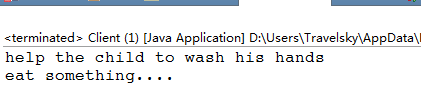 <terminated> Client (1) [Java Application] D:\Users\Travelsky\AppData\
help the child to wash his hands
eat something....